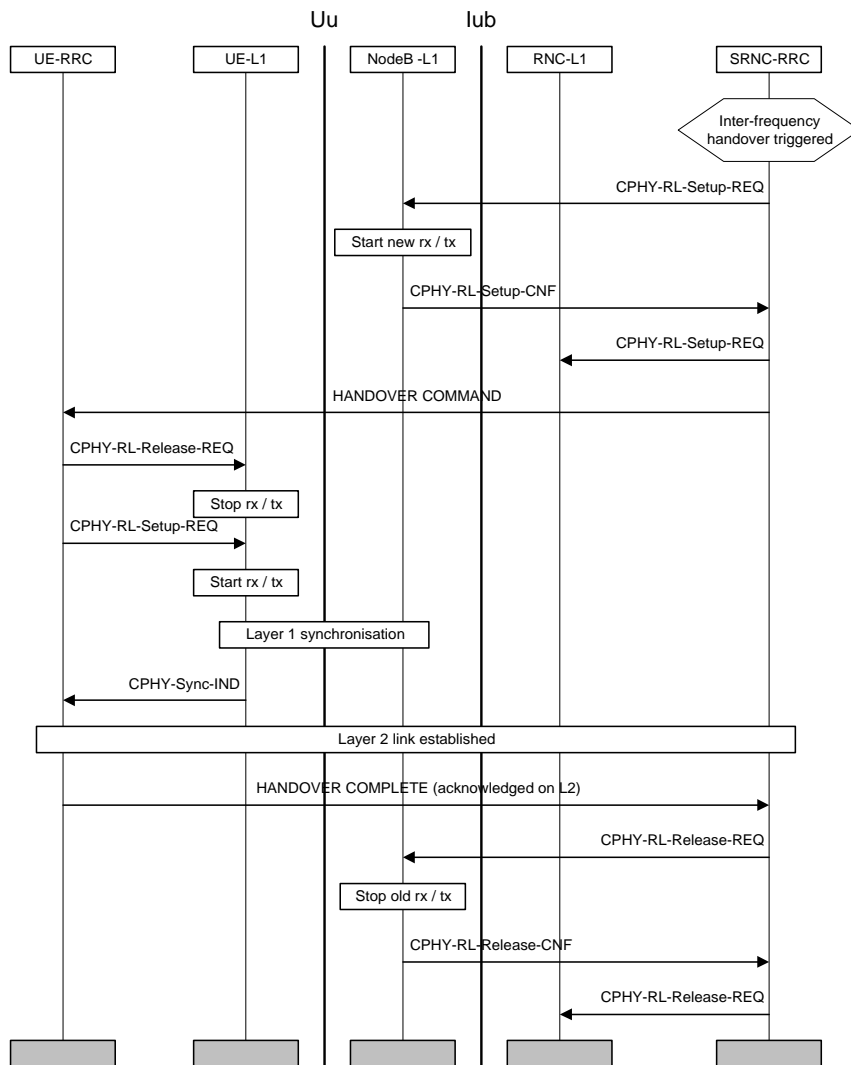 Uu
Iub
UE-RRC
UE-L1
NodeB -L1
RNC-L1
SRNC-RRC
Inter-frequency
handover triggered
CPHY-RL-Setup-REQ
Start new rx / tx
CPHY-RL-Setup-CNF
CPHY-RL-Setup-REQ
HANDOVER COMMAND
CPHY-RL-Release-REQ
Stop rx / tx
CPHY-RL-Setup-REQ
Start rx / tx
Layer 1 synchronisation
CPHY-Sync-IND
Layer 2 link established
HANDOVER COMPLETE (acknowledged on L2)
CPHY-RL-Release-REQ
Stop old rx / tx
CPHY-RL-Release-CNF
CPHY-RL-Release-REQ